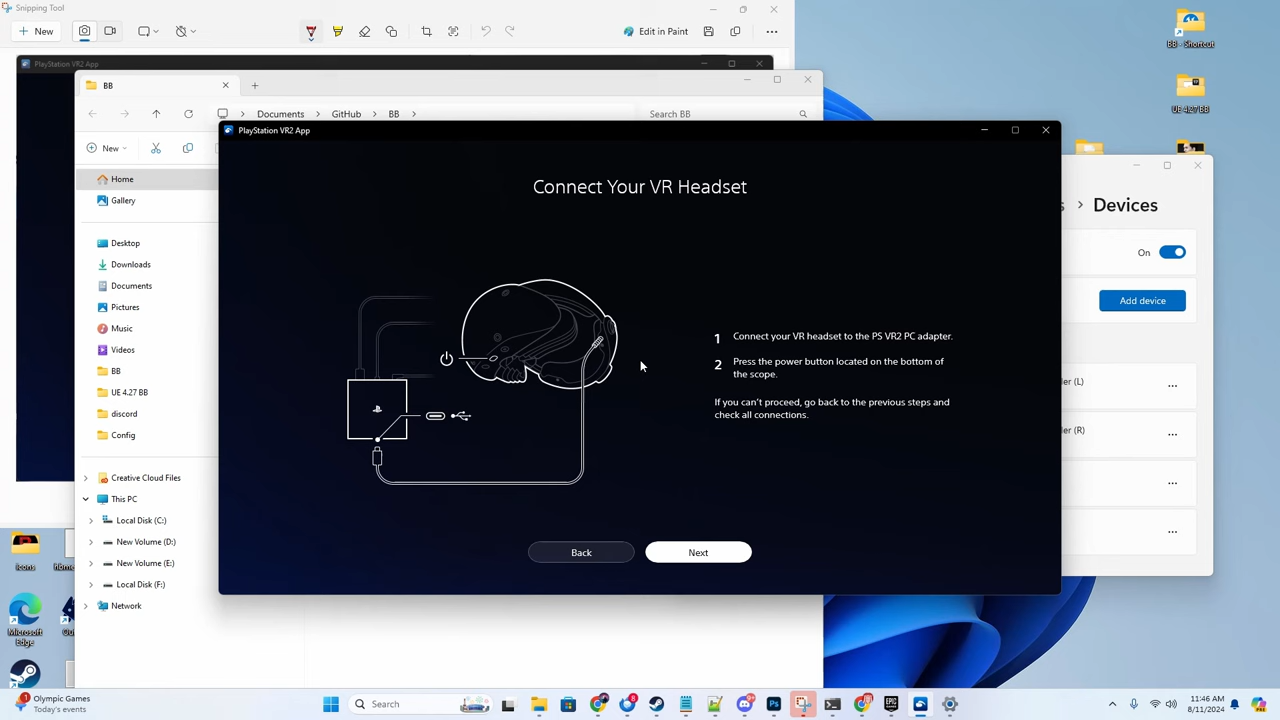 Snipping Tool
New
Edit in Paint
PlayStation VR2 App
BB
Documents
GitHub
BB
Search BB
New
Home
Gallery
Desktop
Downloads
Documents
Pictures
Music
Videos
BB
UE 4.27 BB
discord
Config
Creative Cloud Files
This PC
Local Disk (C:)
New Volume (D:)
New Volume (E:)
Local Disk (F:)
Network
PlayStation VR2 App
Connect Your VR Headset
1 Connect your VR headset to the PS VR2 PC adapter.
2 Press the power button located on the bottom of
the scope.
If you can't proceed, go back to the previous steps and
check all connections.
Back
Next
Devices
On
Add device
(L)
(R)
BB - Shortcut
UE 4.27 BB
Icons
Microsoft
Edge
Olympic Games
Today's events
Search
11:46 AM
8/11/2024